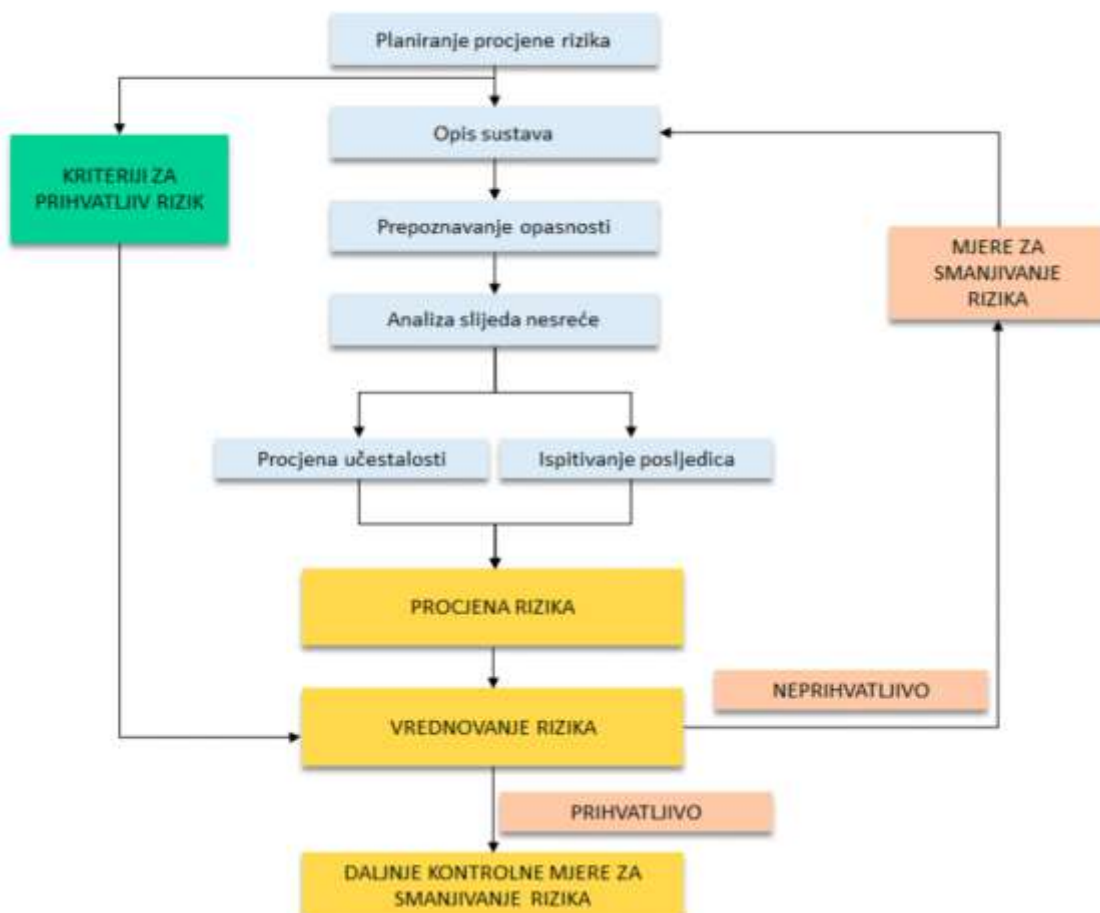 Planiranje procjene rizika
Opis sustava
KRITERIJI ZA
PRIHVATLJIV RIZIK
Prepoznavanje opasnosti
MJERE ZA
SMANJIVANJE
RIZIKA
Analiza slijeda nesreće
Procjena učestalosti
Ispitivanje posljedica
PROCJENA RIZIKA
NEPRIHVATLJIVO
VREDNOVANJE RIZIKA
PRIHVATLJIVO
DALJNJE KONTROLNE MJERE ZA
SMANJIVANJE RIZIKA